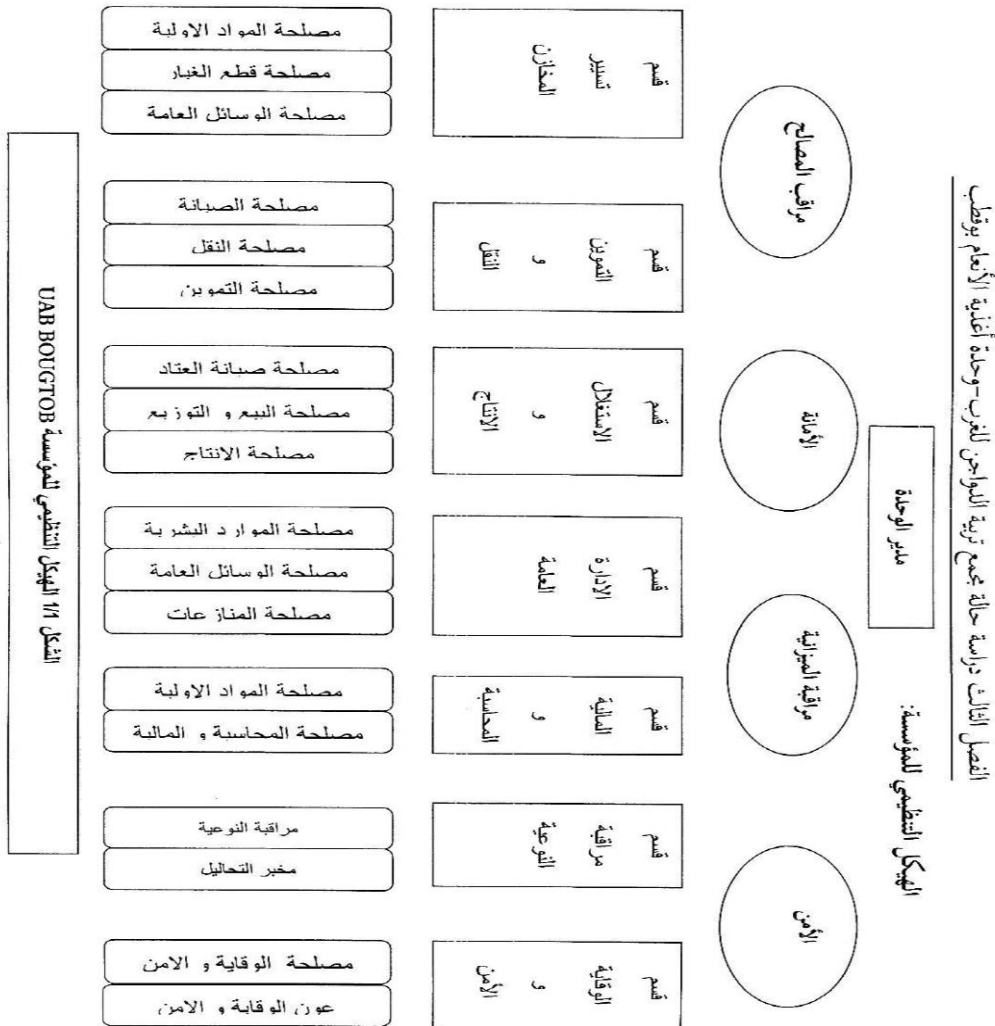 الفصل الثالث دراسة حالة مجمع تربية الدواجن للغرب-وحدة أغذية الأنعام بوقطب
الهيكل التنظيمي للمؤسسة:
مدير الوحدة
الأمن
مراقبة الميزانية
الأمانة
مراقب المصالح
قسم
الوقاية
و
الأمن
قسم
مراقبة
النوعية
قسم
المالية
و
المحاسبة
قسم
الادارة
العامة
قسم
الاستغلال
و
الانتاج
قسم
التموين
و
النقل
قسم
تسيير
المخازن
مصلحة الوقاية و الامن
عون الوقاية و الامن
مراقبة النوعية
مخبر التحاليل
مصلحة المواد الاولية
مصلحة المحاسبة و المالية
مصلحة الموارد البشرية
مصلحة الوسائل العامة
مصلحة المنازعات
مصلحة صيانة العتاد
مصلحة البيع و التوزيع
مصلحة الانتاج
مصلحة الصيانة
مصلحة النقل
مصلحة التموين
مصلحة المواد الاولية
مصلحة قطع الغيار
مصلحة الوسائل العامة
الشكل 1/1 الهيكل التنظيمي للمؤسسة UAB BOUGTOB